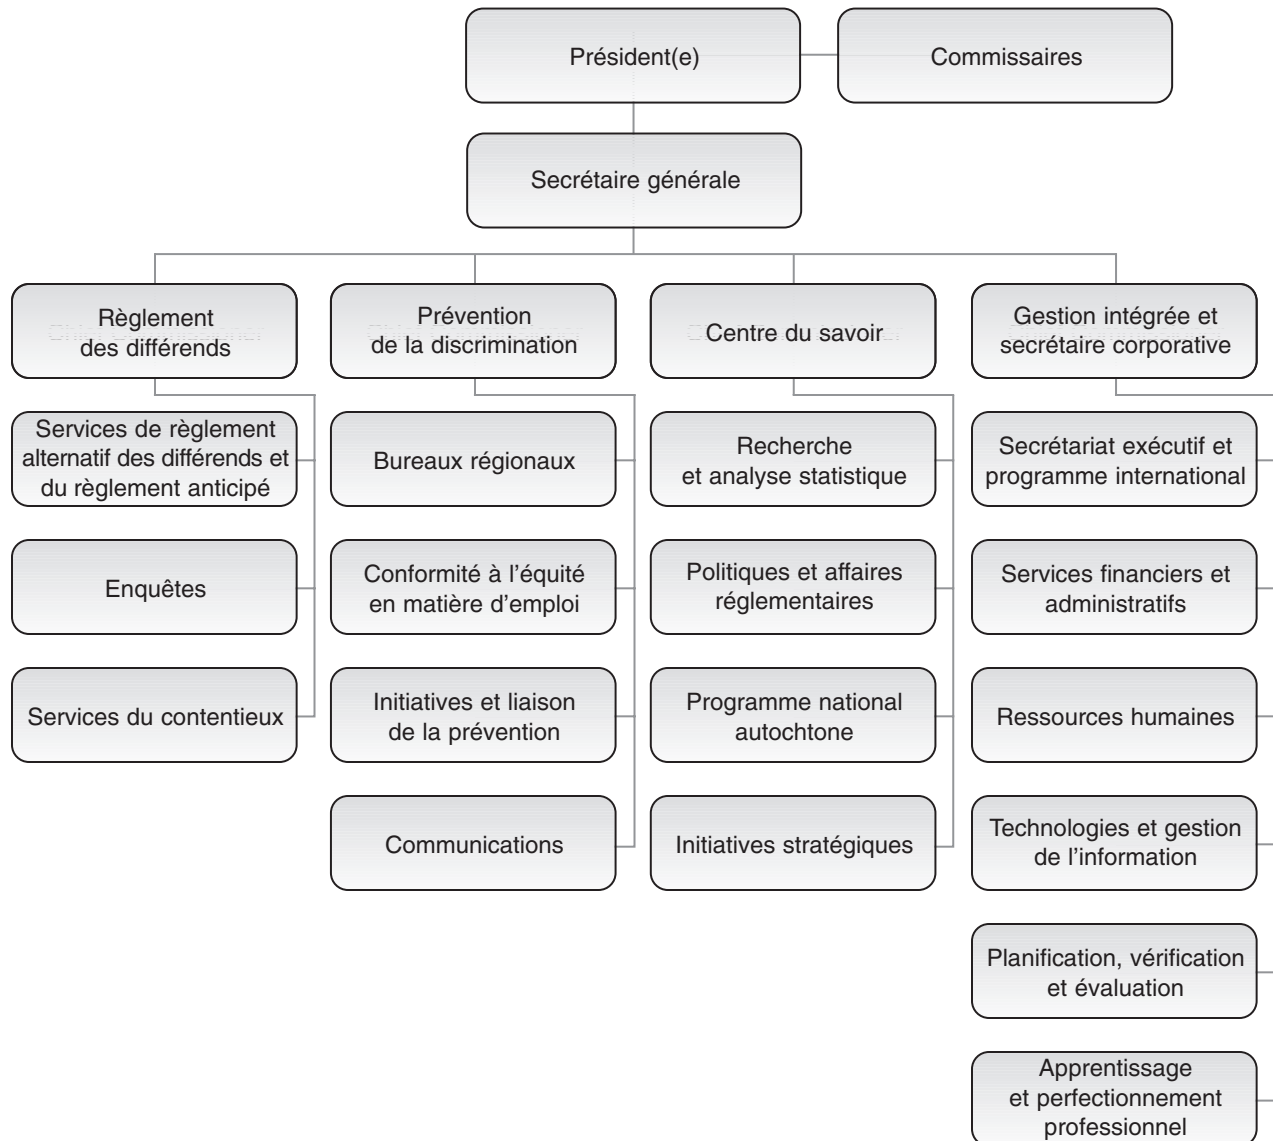 Président(e)
Commissaires
Secrétaire générale
Règlement
des différends
Prévention
de la discrimination
Centre du savoir
Gestion intégrée et
secrétaire corporative
Services de règlement
alternatif des différends et
du règlement anticipé
Enquêtes
Services du contentieux
Bureaux régionaux
Conformité à l'équité
en matière d'emploi
Initiatives et liaison
de la prévention
Communications
Recherche
et analyse statistique
Politiques et affaires
réglementaires
Programme national
autochtone
Initiatives stratégiques
Secrétariat exécutif et
programme international
Services financiers et
administratifs
Ressources humaines
Technologies et gestion
de l'information
Planification, vérification
et évaluation
Apprentissage
et perfectionnement
professionnel